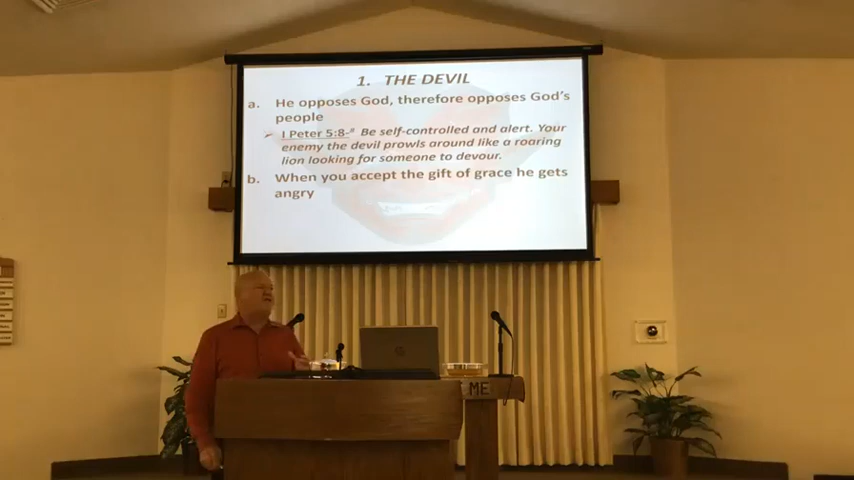 1. THE DEVIL
a. He opposes God, therefore opposes God's
people
I Peter 5:8-" Be self-controlled and alert. Your
enemy the devil prowls around like a roaring
lion looking for someone to devour.
b. When you accept the gift of grace he gets
angry
ME